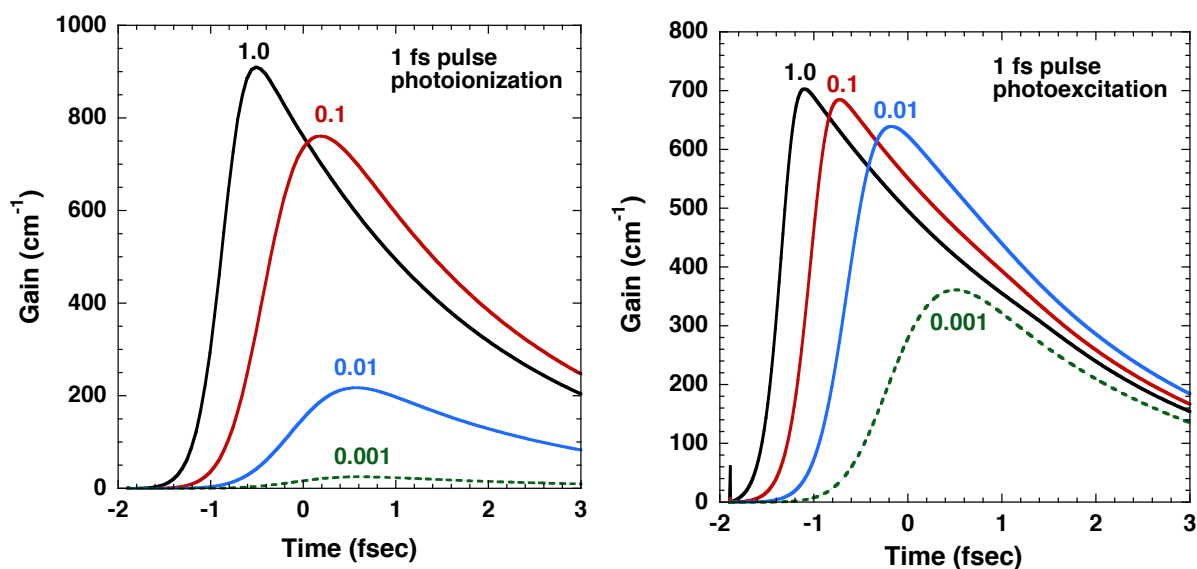 1000
800
600
400
200
0
Gain (cm⁻¹)
1.0
0.1
0.01
0.001
1 fs pulse
photoionization
-2 -1 0 1 2 3
Time (fsec)
800
700
600
500
400
300
200
100
0
Gain (cm⁻¹)
1.0
0.1
0.01
0.001
1 fs pulse
photoexcitation
-2 -1 0 1 2 3
Time (fsec)